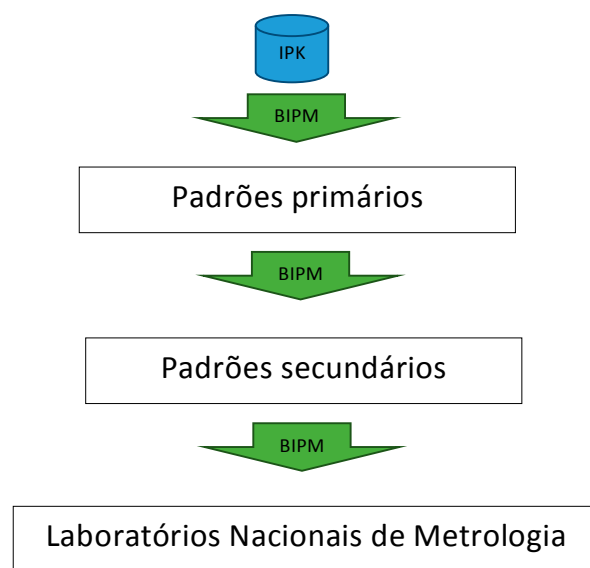 IPK
BIPM
Padrões primários
BIPM
Padrões secundários
BIPM
Laboratórios Nacionais de Metrologia